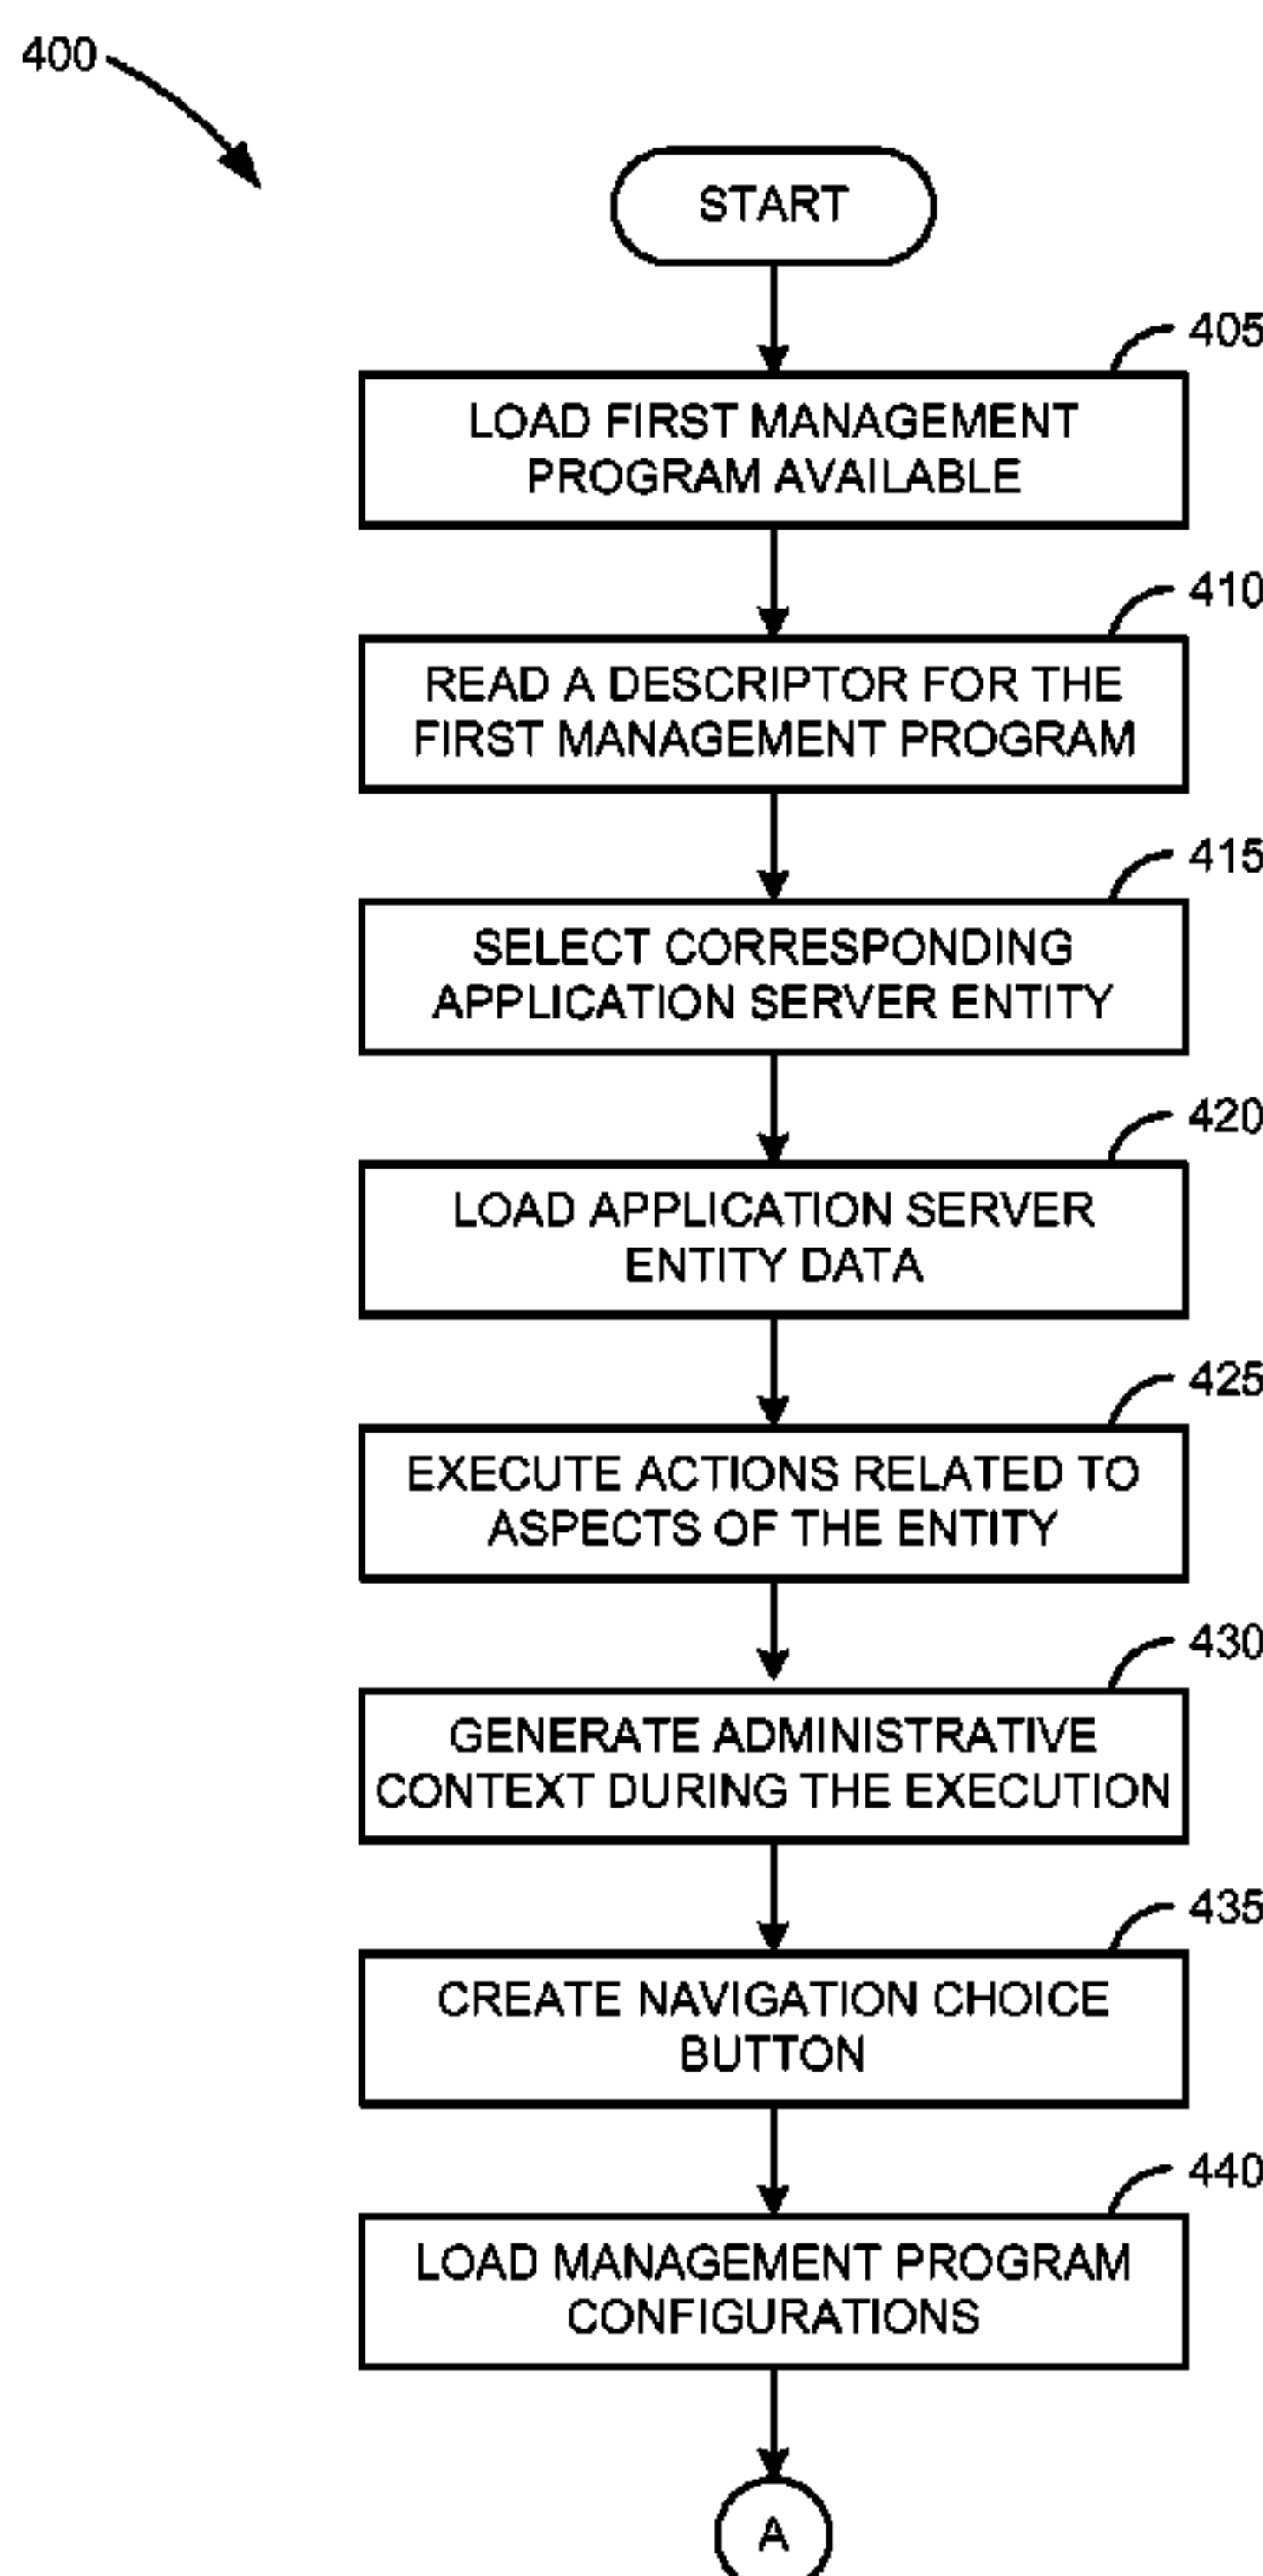 400
START
405
LOAD FIRST MANAGEMENT
PROGRAM AVAILABLE
410
READ A DESCRIPTOR FOR THE
FIRST MANAGEMENT PROGRAM
415
SELECT CORRESPONDING
APPLICATION SERVER ENTITY
420
LOAD APPLICATION SERVER
ENTITY DATA
425
EXECUTE ACTIONS RELATED TO
ASPECTS OF THE ENTITY
430
GENERATE ADMINISTRATIVE
CONTEXT DURING THE EXECUTION
435
CREATE NAVIGATION CHOICE
BUTTON
440
LOAD MANAGEMENT PROGRAM
CONFIGURATIONS
A